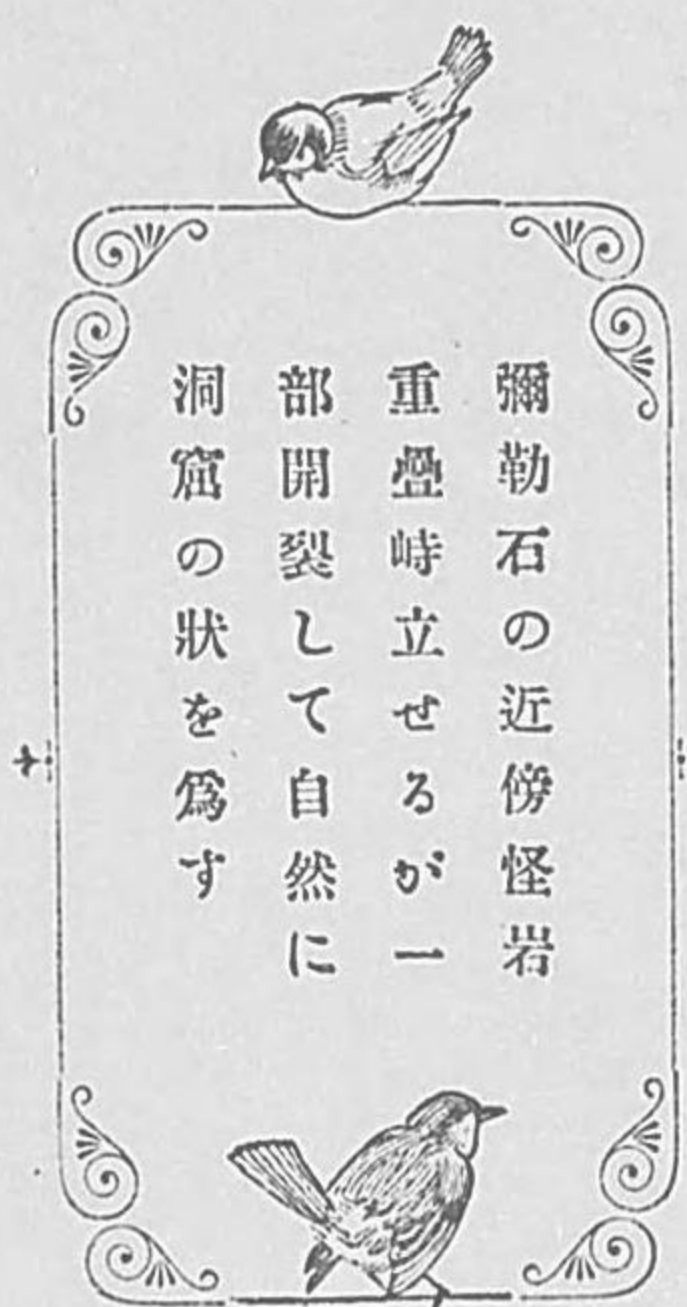 彌勒石の近傍怪岩
重疊峙立せるが一
部開裂して自然に
洞窟の狀を爲す